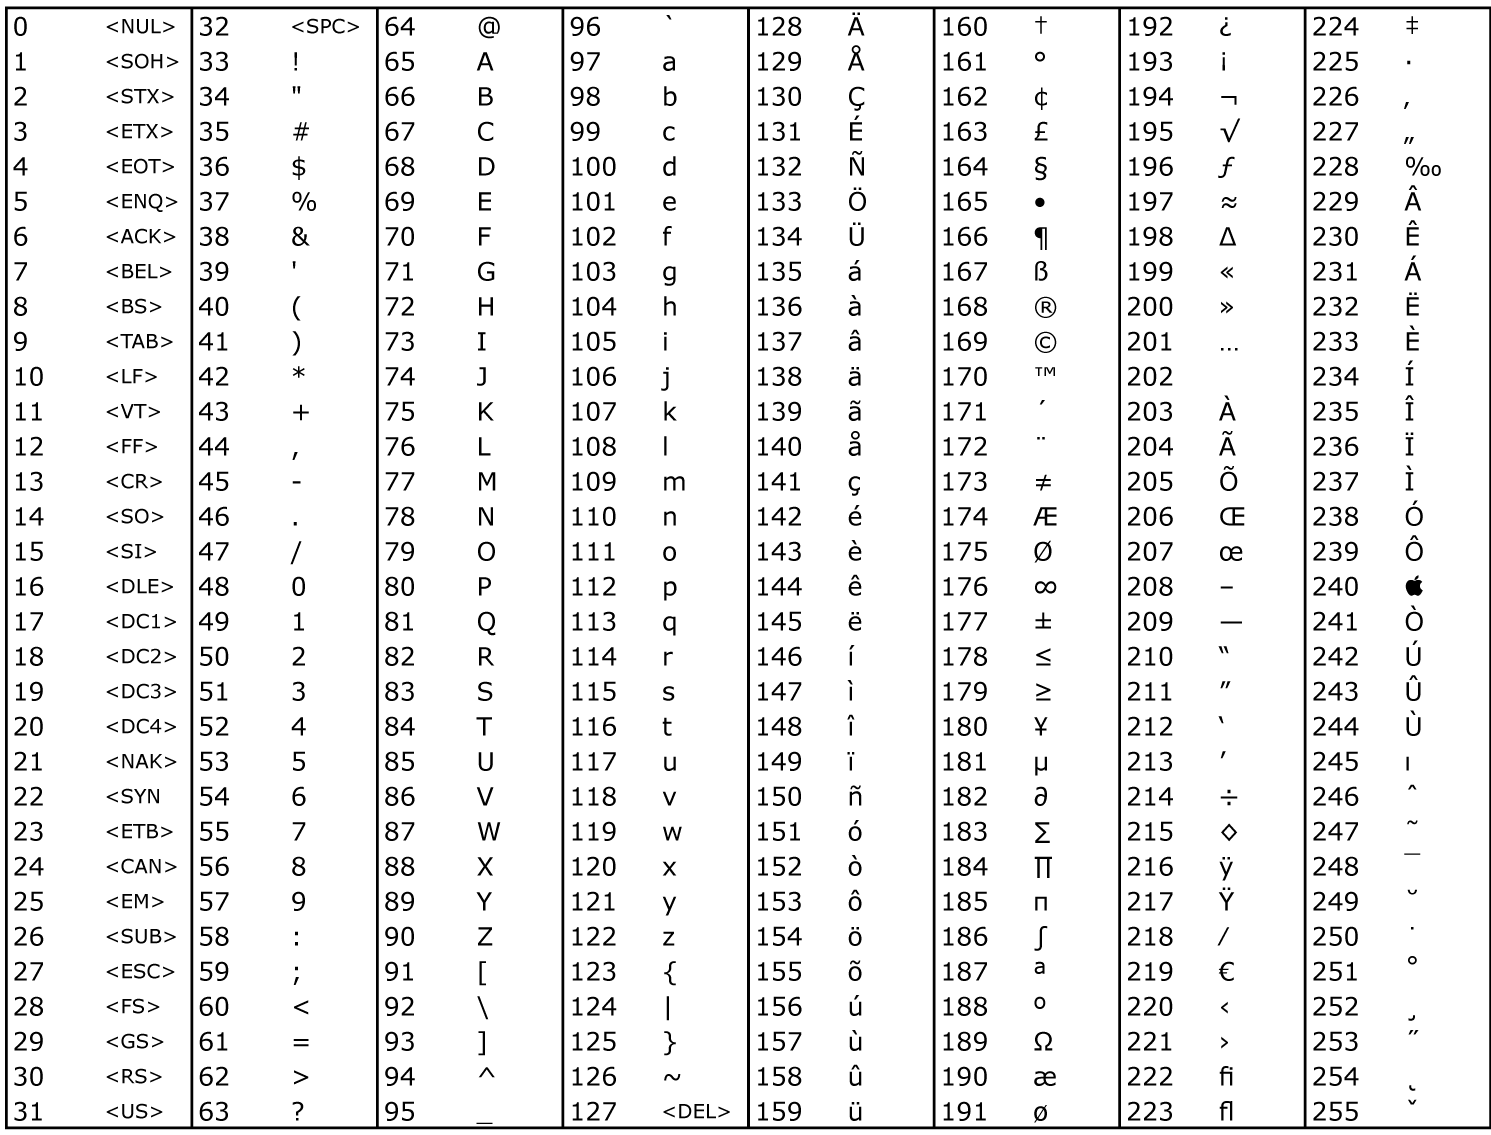 0 <NUL> 32 <SPC> 64 @ 96 ` 128 Ä 160 † 192 ¿ 224 ‡
1 <SOH> 33 ! 65 A 97 a 129 Å 161 ° 193 ¡ 225 ·
2 <STX> 34 " 66 B 98 b 130 Ç 162 ¢ 194 ¬ 226 ‚
3 <ETX> 35 # 67 C 99 c 131 É 163 £ 195 √ 227 „
4 <EOT> 36 $ 68 D 100 d 132 Ñ 164 § 196 ƒ 228 ‰
5 <ENQ> 37 % 69 E 101 e 133 Ö 165 • 197 ≈ 229 Â
6 <ACK> 38 & 70 F 102 f 134 Ü 166 ¶ 198 ∆ 230 Ê
7 <BEL> 39 ' 71 G 103 g 135 á 167 ß 199 « 231 Á
8 <BS> 40 ( 72 H 104 h 136 à 168 ® 200 » 232 Ë
9 <TAB> 41 ) 73 I 105 i 137 â 169 © 201 … 233 È
10 <LF> 42 * 74 J 106 j 138 ä 170 ™ 202 234 Í
11 <VT> 43 + 75 K 107 k 139 ã 171 ´ 203 À 235 Î
12 <FF> 44 , 76 L 108 l 140 å 172 ¨ 204 Ã 236 Ï
13 <CR> 45 - 77 M 109 m 141 ç 173 ≠ 205 Õ 237 Ì
14 <SO> 46 . 78 N 110 n 142 é 174 Æ 206 Œ 238 Ó
15 <SI> 47 / 79 O 111 o 143 è 175 Ø 207 œ 239 Ô
16 <DLE> 48 0 80 P 112 p 144 ê 176 ∞ 208 – 240 
17 <DC1> 49 1 81 Q 113 q 145 ë 177 ± 209 — 241 Ò
18 <DC2> 50 2 82 R 114 r 146 í 178 ≤ 210 “ 242 Ú
19 <DC3> 51 3 83 S 115 s 147 ì 179 ≥ 211 ” 243 Û
20 <DC4> 52 4 84 T 116 t 148 î 180 ¥ 212 ‘ 244 Ù
21 <NAK> 53 5 85 U 117 u 149 ï 181 µ 213 ’ 245 ı
22 <SYN 54 6 86 V 118 v 150 ñ 182 ∂ 214 ÷ 246 ˆ
23 <ETB> 55 7 87 W 119 w 151 ó 183 ∑ 215 ◊ 247 ˜
24 <CAN> 56 8 88 X 120 x 152 ò 184 ∏ 216 ÿ 248 ¯
25 <EM> 57 9 89 Y 121 y 153 ô 185 π 217 Ÿ 249 ˘
26 <SUB> 58 : 90 Z 122 z 154 ö 186 ∫ 218 ⁄ 250 ˙
27 <ESC> 59 ; 91 [ 123 { 155 õ 187 ª 219 € 251 ˚
28 <FS> 60 < 92 \ 124 | 156 ú 188 º 220 ‹ 252 ¸
29 <GS> 61 = 93 ] 125 } 157 ù 189 Ω 221 › 253 ˝
30 <RS> 62 > 94 ^ 126 ~ 158 û 190 æ 222 ﬁ 254 ˛
31 <US> 63 ? 95 _ 127 <DEL> 159 ü 191 ø 223 ﬂ 255 ˇ